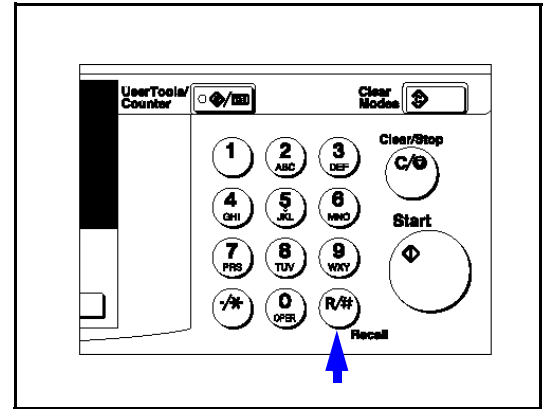 UserTools/
Counter
Clear
Modes
Clear/Stop
C/
1
2
ABC
3
DEF
4
GHI
5
JKL
6
MNO
Start
7
PRS
8
TUV
9
WXY
·/*
0
OPER
R/#
Recall